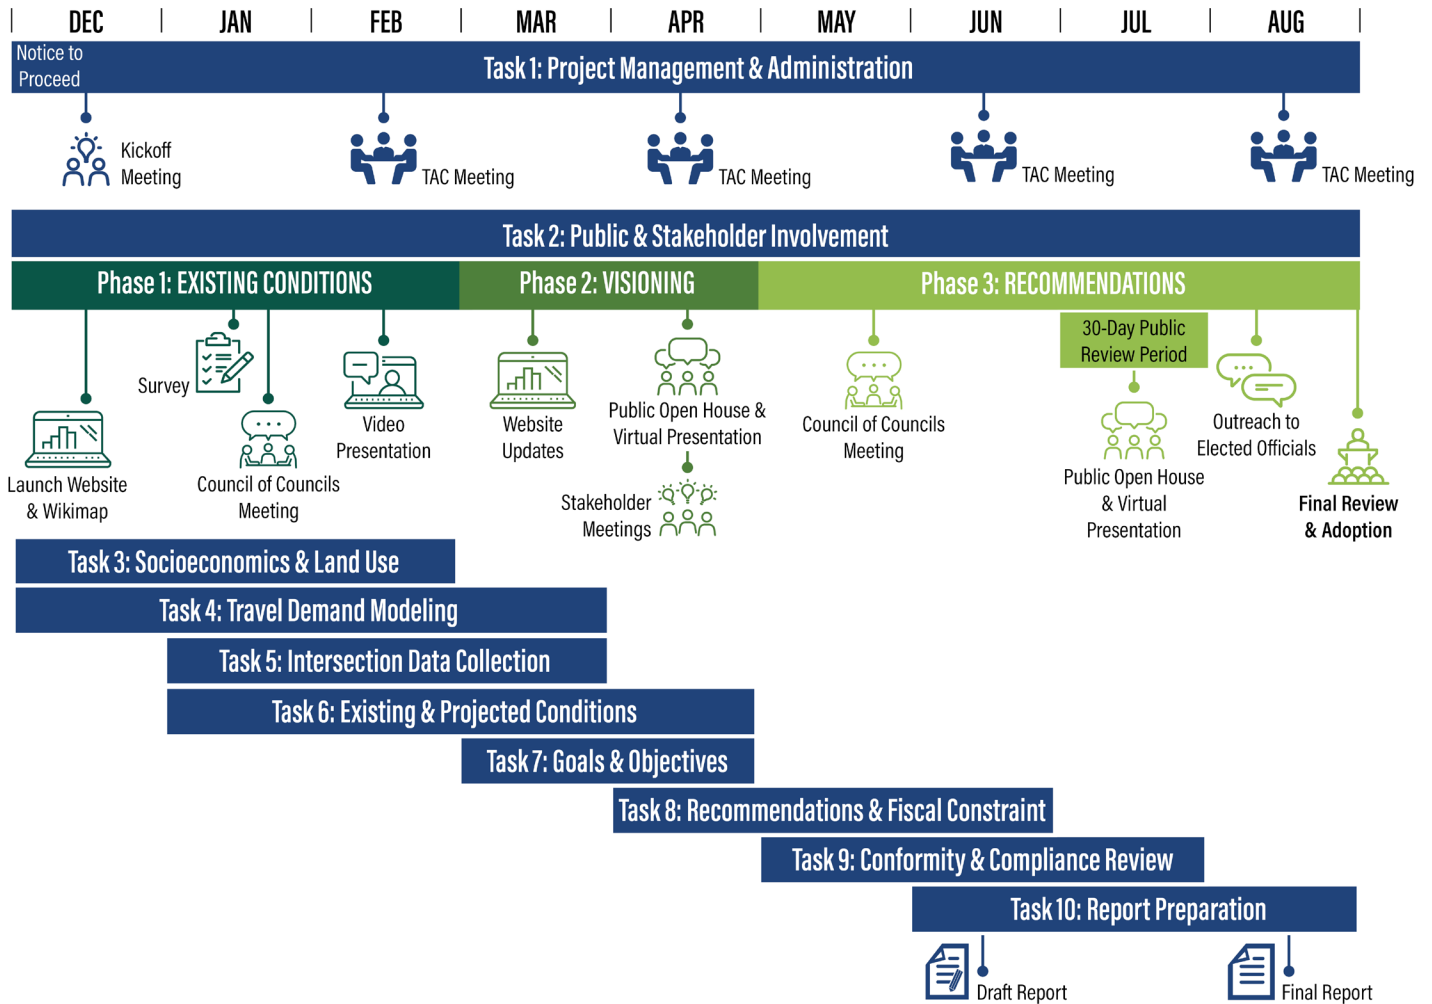 DEC JAN FEB MAR APR MAY JUN JUL AUG
Notice to
Proceed
Task 1: Project Management & Administration
Kickoff
Meeting
TAC Meeting
TAC Meeting
TAC Meeting
TAC Meeting
Task 2: Public & Stakeholder Involvement
Phase 1: EXISTING CONDITIONS
Phase 2: VISIONING
Phase 3: RECOMMENDATIONS
Launch Website
& Wikimap
Survey
Council of Councils
Meeting
Video
Presentation
Website
Updates
Public Open House &
Virtual Presentation
Stakeholder
Meetings
Council of Councils
Meeting
30-Day Public
Review Period
Public Open House
& Virtual
Presentation
Outreach to
Elected Officials
Final Review
& Adoption
Task 3: Socioeconomics & Land Use
Task 4: Travel Demand Modeling
Task 5: Intersection Data Collection
Task 6: Existing & Projected Conditions
Task 7: Goals & Objectives
Task 8: Recommendations & Fiscal Constraint
Task 9: Conformity & Compliance Review
Task 10: Report Preparation
Draft Report
Final Report